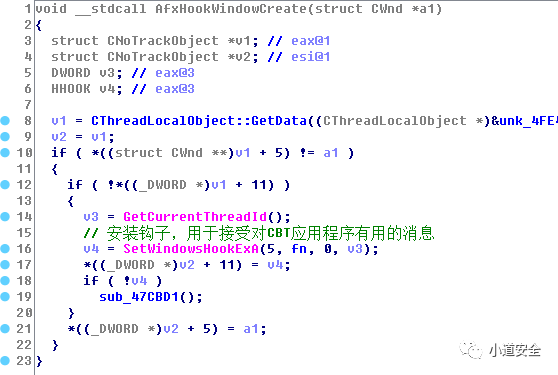 1 void __stdcall AfxHookWindowCreate(struct CWnd *a1)
2 {
3 struct CNoTrackObject *v1; // eax@1
4 struct CNoTrackObject *v2; // esi@1
5 DWORD v3; // eax@3
6 HHOOK v4; // eax@3
7
8 v1 = CThreadLocalObject::GetData((CThreadLocalObject *)&unk_4FE4
9 v2 = v1;
10 if ( *((struct CWnd **)v1 + 5) != a1 )
11 {
12 if ( !*((_DWORD *)v1 + 11) )
13 {
14 v3 = GetCurrentThreadId();
15 // 安装钩子，用于接受对CBT应用程序有用的消息
16 v4 = SetWindowsHookExA(5, fn, 0, v3);
17 *((_DWORD *)v2 + 11) = v4;
18 if ( !v4 )
19 sub_47CBD1();
20 }
21 *((_DWORD *)v2 + 5) = a1;
22 }
23 }
小道安全